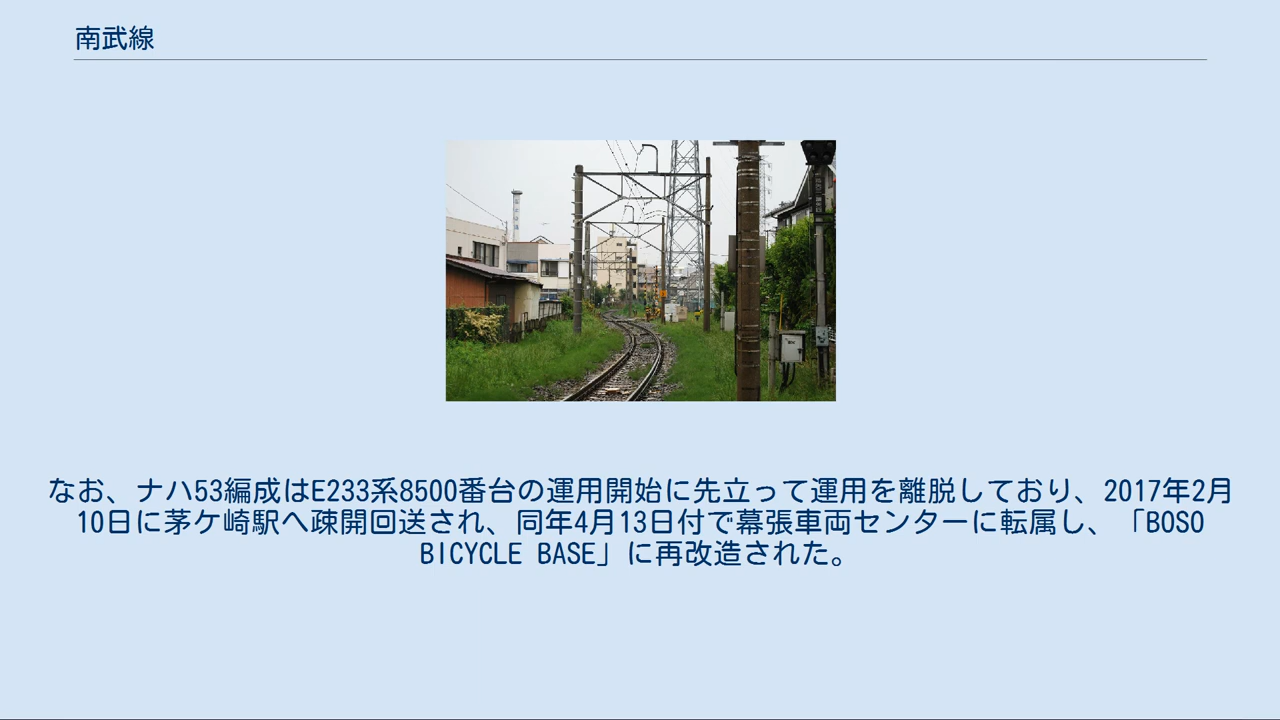 南武線
なお、ナハ53編成はE233系8500番台の運用開始に先立って運用を離脱しており、2017年2月
10日に茅ケ崎駅へ疎開回送され、同年4月13日付で幕張車両センターに転属し、「BOSO
BICYCLE BASE」に再改造された。